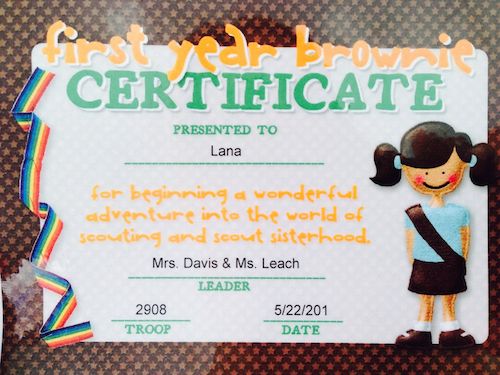 first year brownie
CERTIFICATE
PRESENTED TO
Lana
for beginning a wonderful
adventure into the world of
scouting and scout sisterhood.
Mrs. Davis & Ms. Leach
LEADER
2908 5/22/201
TROOP DATE